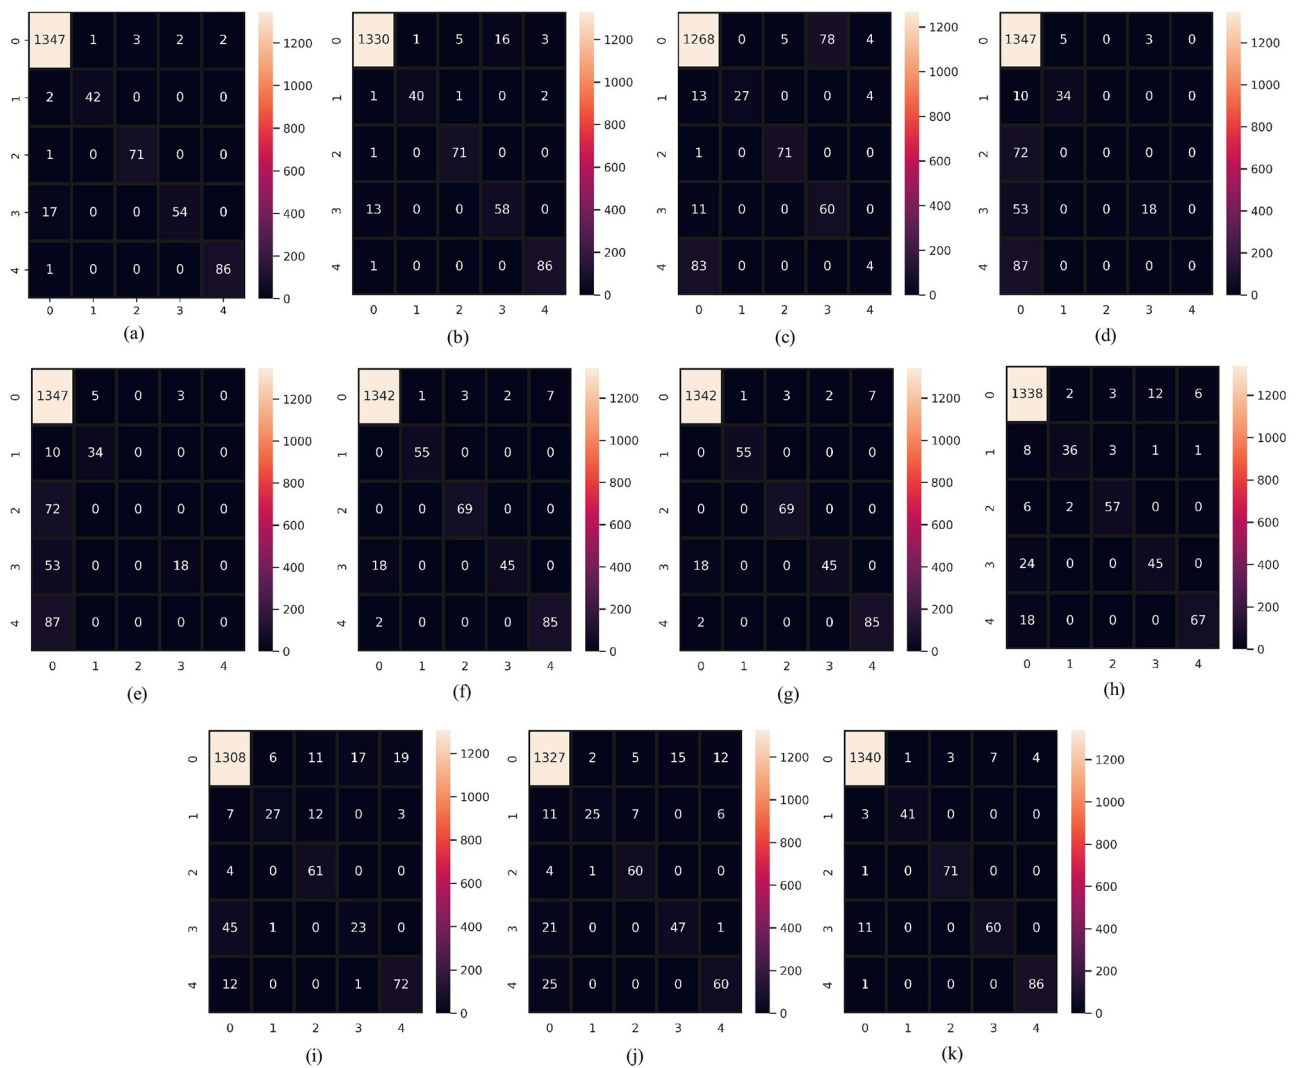 0 1347 1 3 2 2
1 2 42 0 0 0
2 1 0 71 0 0
3 17 0 0 54 0
4 1 0 0 0 86
0 1 2 3 4
1200
1000
800
600
400
200
0
(a)
0 1330 1 5 16 3
1 1 40 1 0 2
2 1 0 71 0 0
3 13 0 0 58 0
4 1 0 0 0 86
0 1 2 3 4
1200
1000
800
600
400
200
0
(b)
0 1268 0 5 78 4
1 13 27 0 0 4
2 1 0 71 0 0
3 11 0 0 60 0
4 83 0 0 0 4
0 1 2 3 4
1200
1000
800
600
400
200
0
(c)
0 1347 5 0 3 0
1 10 34 0 0 0
2 72 0 0 0 0
3 53 0 0 18 0
4 87 0 0 0 0
0 1 2 3 4
1200
1000
800
600
400
200
0
(d)
0 1347 5 0 3 0
1 10 34 0 0 0
2 72 0 0 0 0
3 53 0 0 18 0
4 87 0 0 0 0
0 1 2 3 4
1200
1000
800
600
400
200
0
(e)
0 1342 1 3 2 7
1 0 55 0 0 0
2 0 0 69 0 0
3 18 0 0 45 0
4 2 0 0 0 85
0 1 2 3 4
1200
1000
800
600
400
200
0
(f)
0 1342 1 3 2 7
1 0 55 0 0 0
2 0 0 69 0 0
3 18 0 0 45 0
4 2 0 0 0 85
0 1 2 3 4
1200
1000
800
600
400
200
0
(g)
0 1338 2 3 12 6
1 8 36 3 1 1
2 6 2 57 0 0
3 24 0 0 45 0
4 18 0 0 0 67
0 1 2 3 4
1200
1000
800
600
400
200
0
(h)
0 1308 6 11 17 19
1 7 27 12 0 3
2 4 0 61 0 0
3 45 1 0 23 0
4 12 0 0 1 72
0 1 2 3 4
1200
1000
800
600
400
200
0
(i)
0 1327 2 5 15 12
1 11 25 7 0 6
2 4 1 60 0 0
3 21 0 0 47 1
4 25 0 0 0 60
0 1 2 3 4
1200
1000
800
600
400
200
0
(j)
0 1340 1 3 7 4
1 3 41 0 0 0
2 1 0 71 0 0
3 11 0 0 60 0
4 1 0 0 0 86
0 1 2 3 4
1200
1000
800
600
400
200
0
(k)